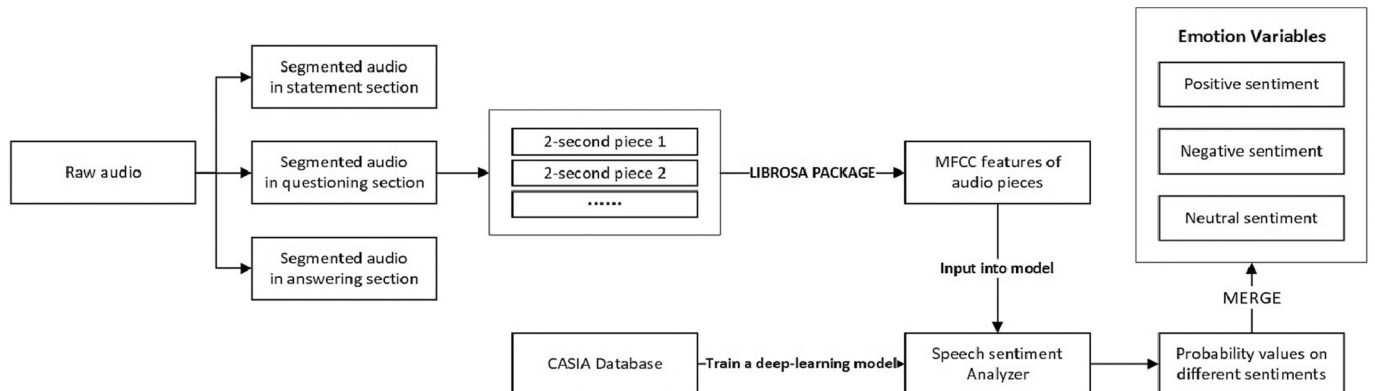 Raw audio
Segmented audio
in statement section
Segmented audio
in questioning section
Segmented audio
in answering section
2-second piece 1
2-second piece 2
......
LIBROSA PACKAGE
MFCC features of
audio pieces
Input into model
CASIA Database
Train a deep-learning model
Speech sentiment
Analyzer
Probability values on
different sentiments
MERGE
Emotion Variables
Positive sentiment
Negative sentiment
Neutral sentiment